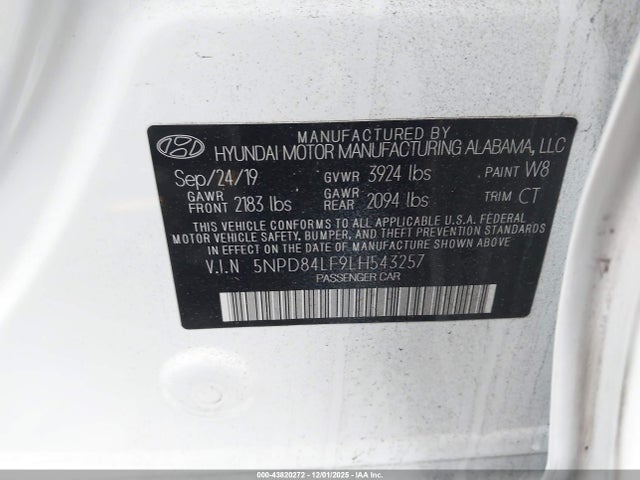 MANUFACTURED BY
HYUNDAI MOTOR MANUFACTURING ALABAMA, LLC
Sep/24/19 GVWR 3924 lbs PAINT W8
GAWR FRONT 2183 lbs GAWR REAR 2094 lbs TRIM CT
THIS VEHICLE CONFORMS TO ALL APPLICABLE U.S.A. FEDERAL
MOTOR VEHICLE SAFETY, BUMPER, AND THEFT PREVENTION STANDARDS
IN EFFECT ON THE DATE OF MANUFACTURE SHOWN ABOVE.
V.I.N 5NPD84LF9LH543257
PASSENGER CAR
000-43820272 - 12/01/2025 - IAAI.COM